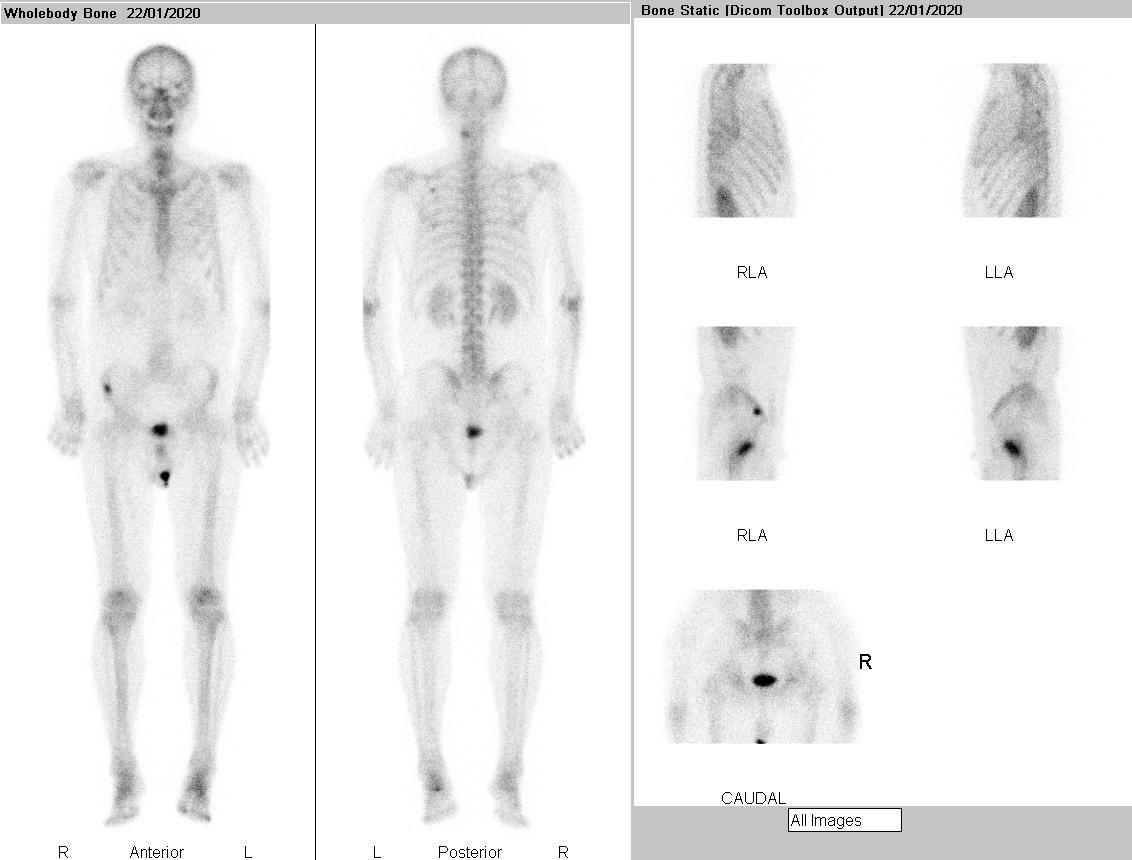 Wholebody Bone 22/01/2020
Bone Static [Dicom Toolbox Output] 22/01/2020
RLA
LLA
RLA
LLA
R
CAUDAL
All Images
R
Anterior
L
L
Posterior
R